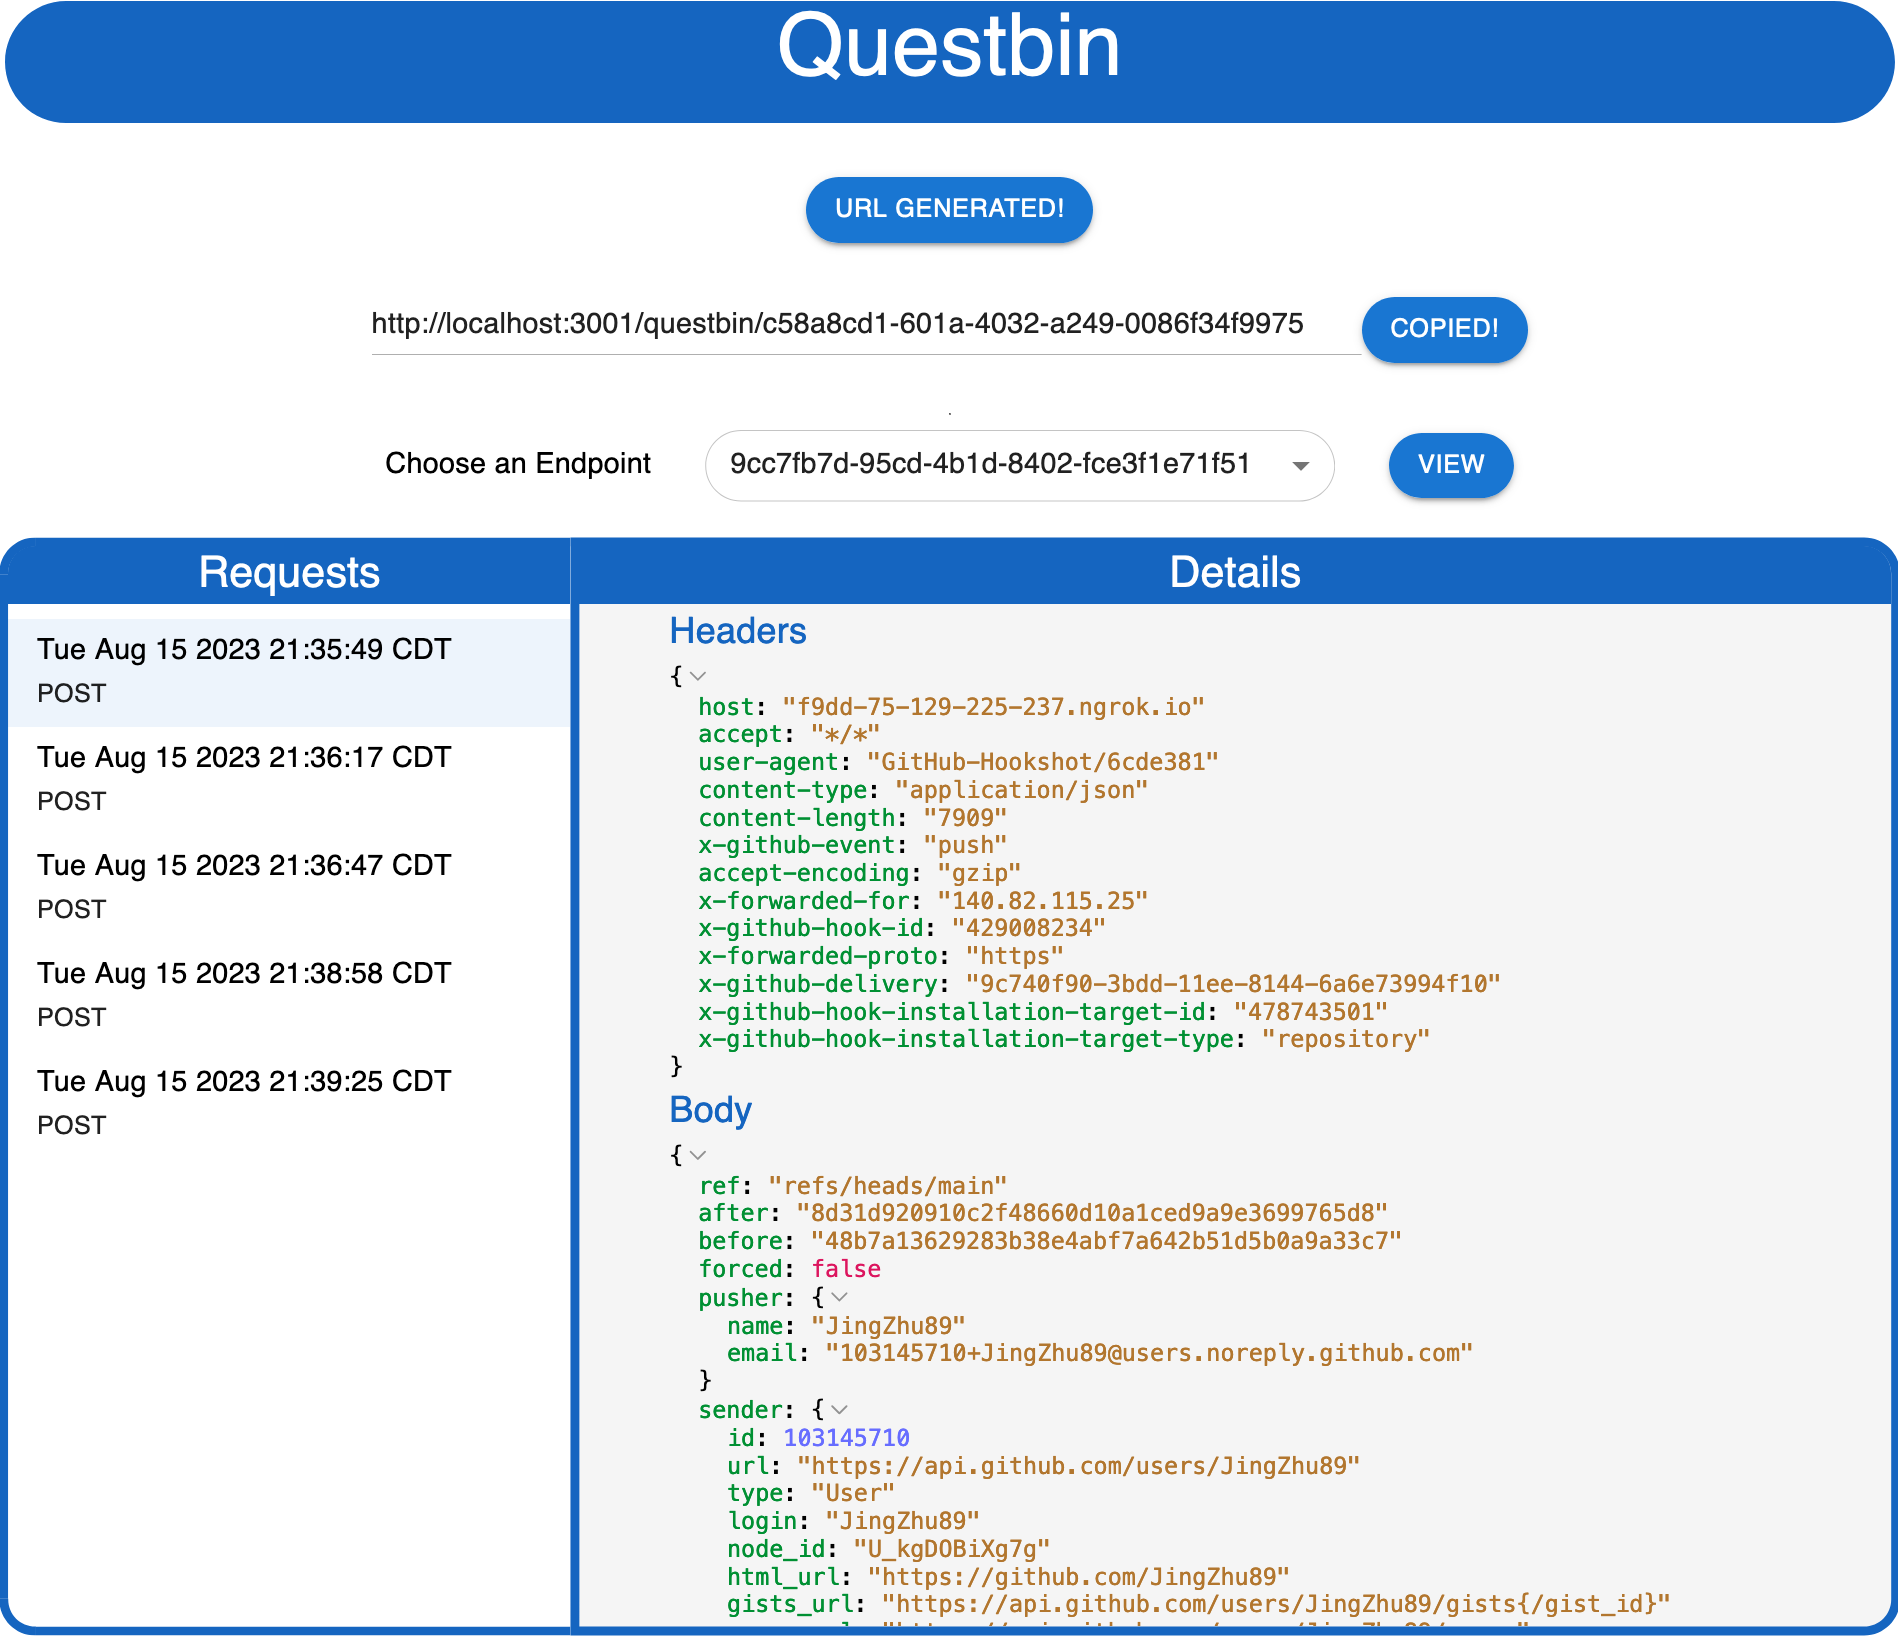 Questbin
URL GENERATED!
http://localhost:3001/questbin/c58a8cd1-601a-4032-a249-0086f34f9975
COPIED!
Choose an Endpoint
9cc7fb7d-95cd-4b1d-8402-fce3f1e71f51
VIEW
Requests
Tue Aug 15 2023 21:35:49 CDT
POST
Tue Aug 15 2023 21:36:17 CDT
POST
Tue Aug 15 2023 21:36:47 CDT
POST
Tue Aug 15 2023 21:38:58 CDT
POST
Tue Aug 15 2023 21:39:25 CDT
POST
Details
Headers
{
host: "f9dd-75-129-225-237.ngrok.io"
accept: "*/*"
user-agent: "GitHub-Hookshot/6cde381"
content-type: "application/json"
content-length: "7909"
x-github-event: "push"
accept-encoding: "gzip"
x-forwarded-for: "140.82.115.25"
x-github-hook-id: "429008234"
x-forwarded-proto: "https"
x-github-delivery: "9c740f90-3bdd-11ee-8144-6a6e73994f10"
x-github-hook-installation-target-id: "478743501"
x-github-hook-installation-target-type: "repository"
}
Body
{
ref: "refs/heads/main"
after: "8d31d920910c2f48660d10a1ced9a9e3699765d8"
before: "48b7a13629283b38e4abf7a642b51d5b0a9a33c7"
forced: false
pusher: {
name: "JingZhu89"
email: "103145710+JingZhu89@users.noreply.github.com"
}
sender: {
id: 103145710
url: "https://api.github.com/users/JingZhu89"
type: "User"
login: "JingZhu89"
node_id: "U_kgDOBiXg7g"
html_url: "https://github.com/JingZhu89"
gists_url: "https://api.github.com/users/JingZhu89/gists{/gist_id}"